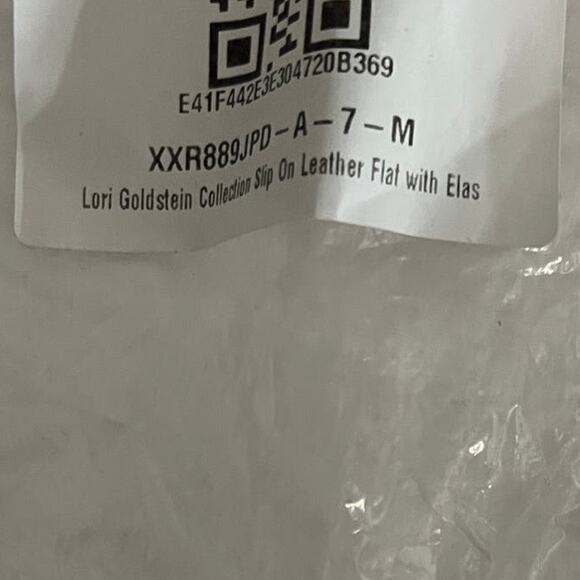 E41F442E3E304720B369
XXR889JPD-A-7-M
Lori Goldstein Collection Slip On Leather Flat with Elas